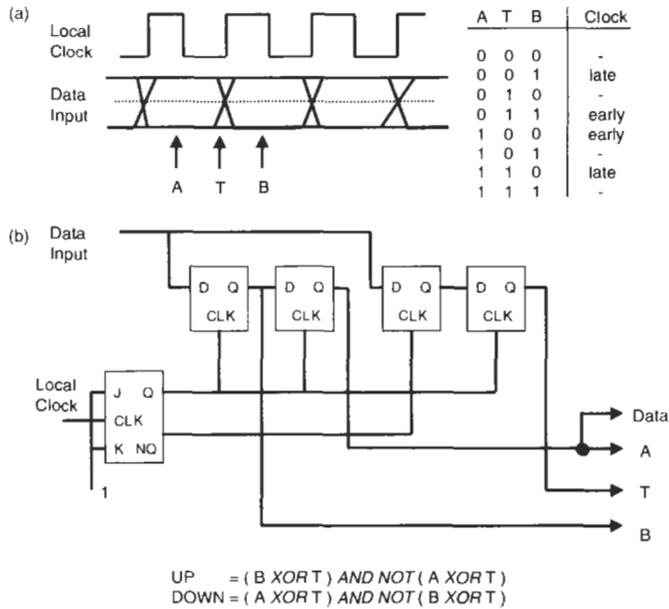 (a)
Local
Clock
Data
Input
A T B
A T B Clock
0 0 0 -
0 0 1 late
0 1 0 -
0 1 1 early
1 0 0 early
1 0 1 -
1 1 0 late
1 1 1 -
(b) Data
Input
D Q D Q D Q D Q
CLK CLK CLK CLK
Local
Clock
J Q
CLK
K NQ
1
Data
A
T
B
UP = ( B XOR T ) AND NOT ( A XOR T )
DOWN = ( A XOR T ) AND NOT ( B XOR T )